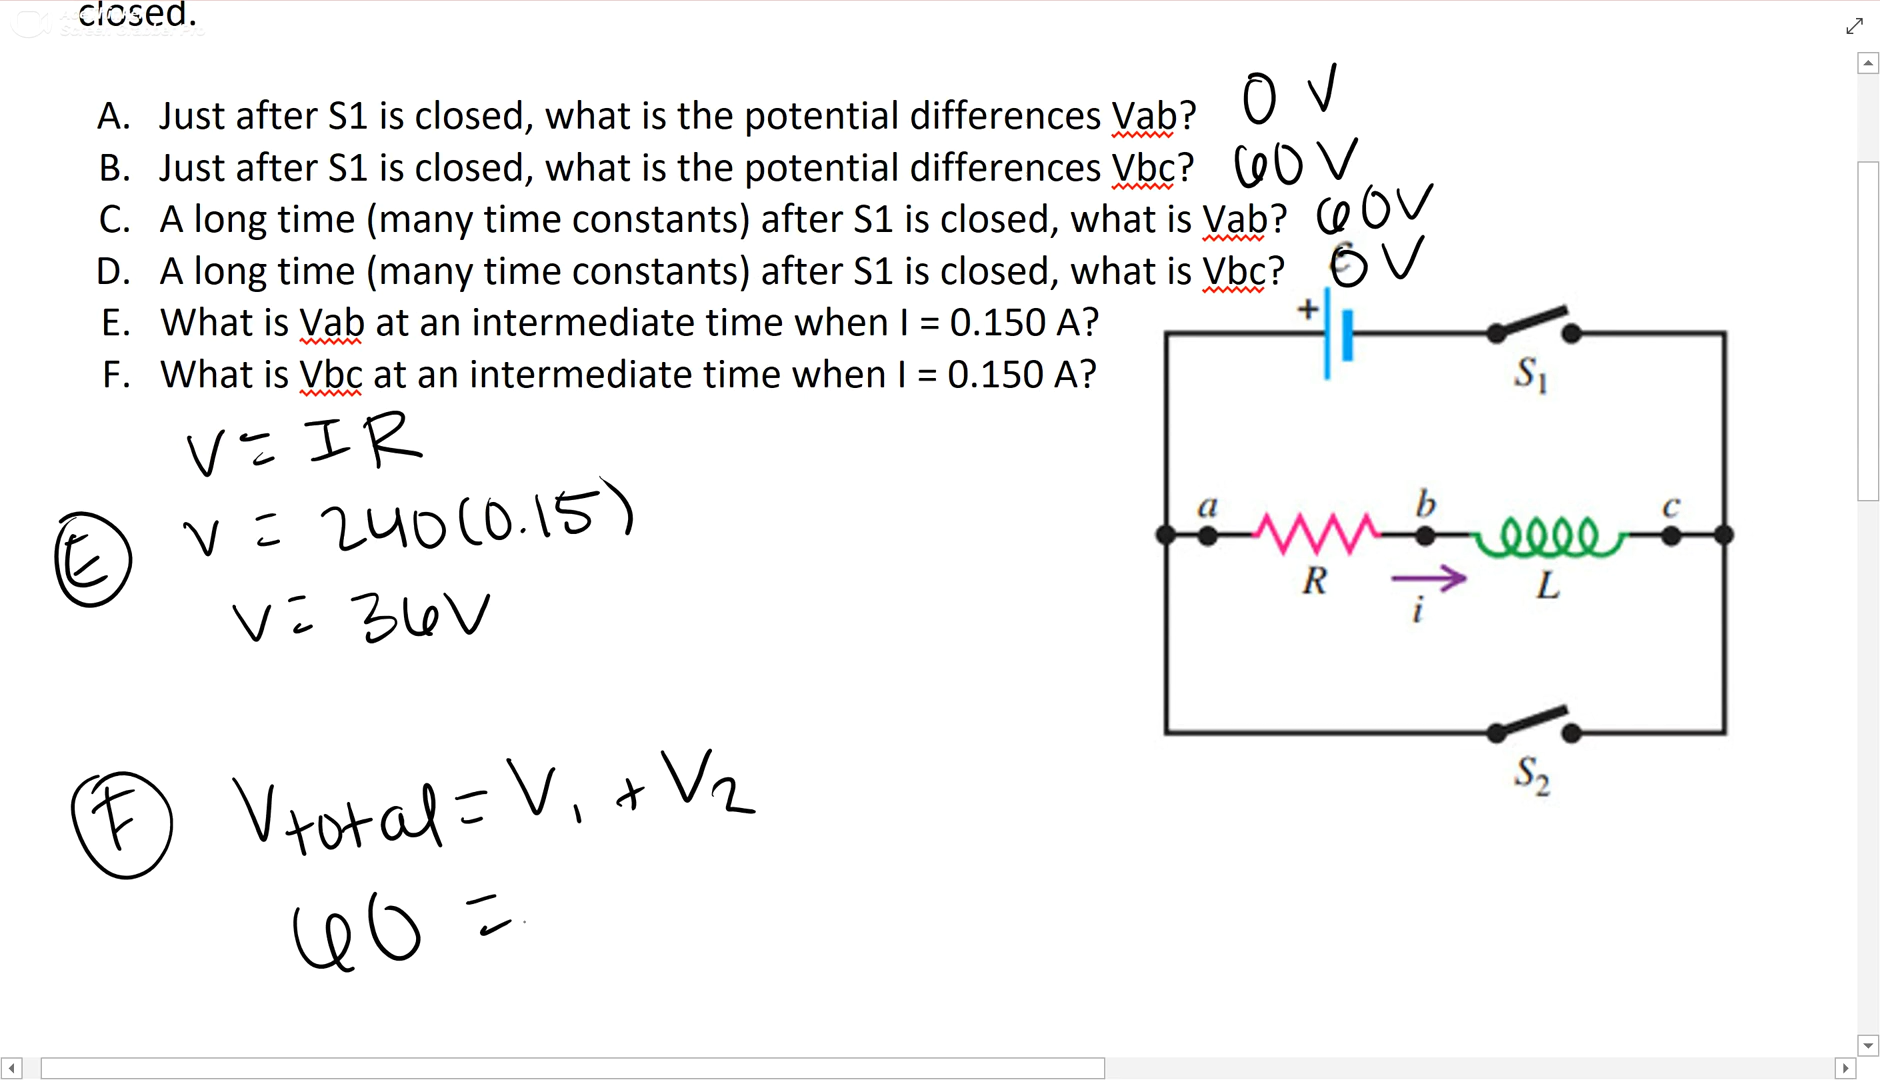 closed.
A. Just after S1 is closed, what is the potential differences Vab? 0 V
B. Just after S1 is closed, what is the potential differences Vbc? 60 V
C. A long time (many time constants) after S1 is closed, what is Vab? 60V
D. A long time (many time constants) after S1 is closed, what is Vbc? 0 V
E. What is Vab at an intermediate time when I = 0.150 A?
F. What is Vbc at an intermediate time when I = 0.150 A?
+
S1
V = IR
a b c
E V = 240(0.15)
R i L
V = 36V
S2
F Vtotal = V1 + V2
60 =